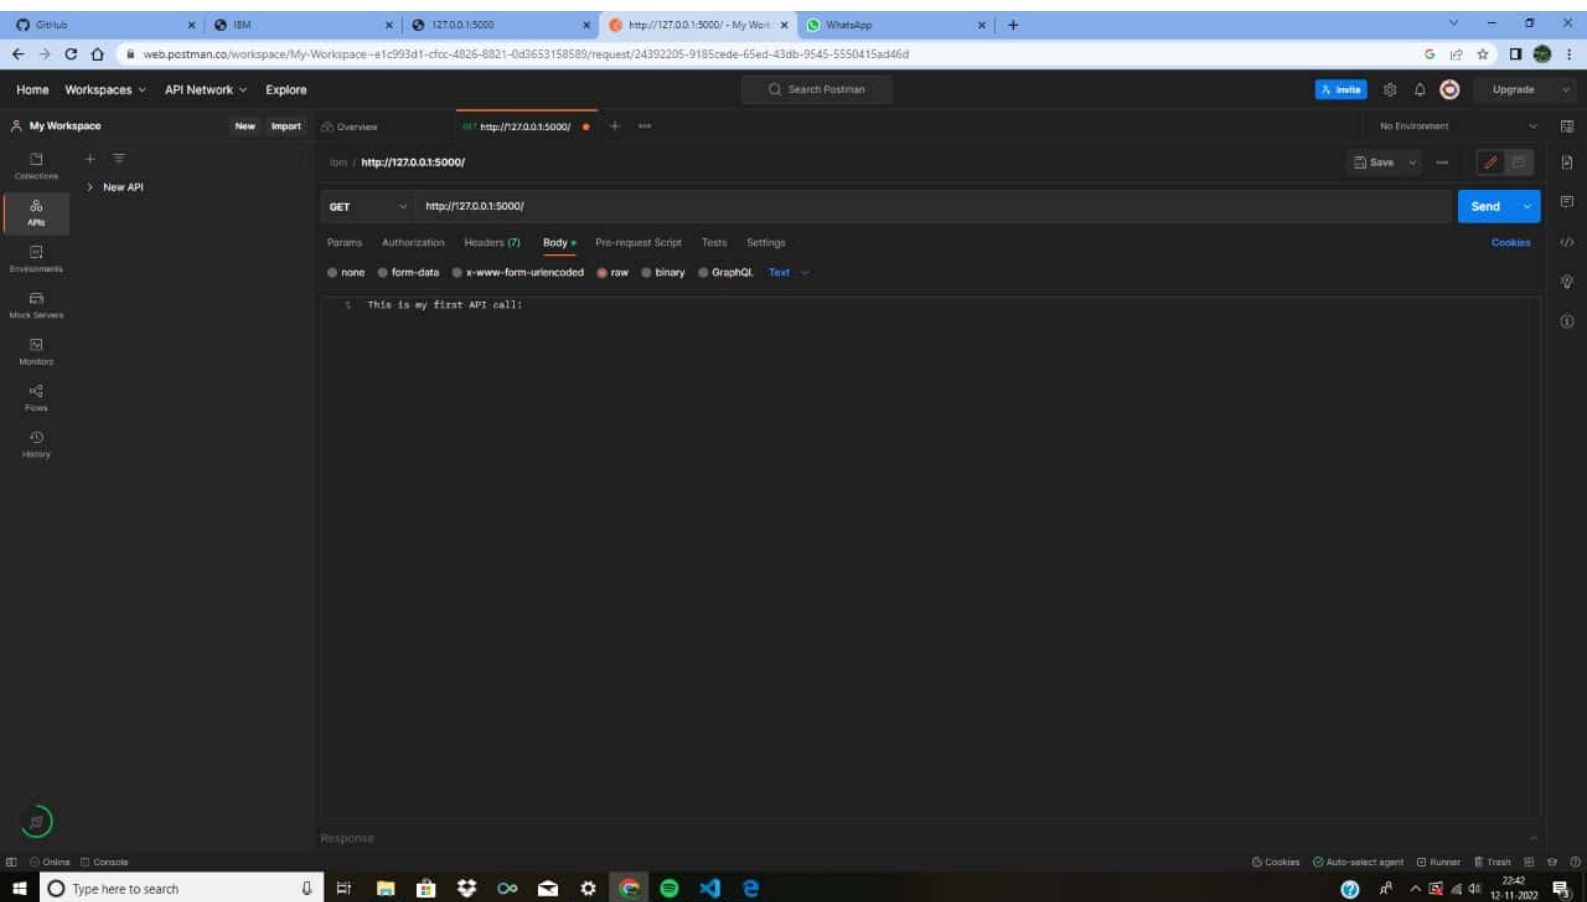 GitHub IBM 127.0.0.1:5000 http://127.0.0.1:5000/ - My Work WhatsApp
web.postman.co/workspace/My-Workspace~e1c993d1-cfcc-4826-8821-0d3653158589/request/24392205-9185cede-65ed-43db-9545-5550415ad46d
Home Workspaces API Network Explore Search Postman Invite Upgrade
My Workspace New Import Overview GET http://127.0.0.1:5000/ No Environment
ibm / http://127.0.0.1:5000/ Save
Collections
New API
GET http://127.0.0.1:5000/ Send
APIs
Params Authorization Headers (7) Body Pre-request Script Tests Settings Cookies
Environments
none form-data x-www-form-urlencoded raw binary GraphQL Text
1 This is my first API call!
Mock Servers
Monitors
Flows
History
Response
Online Console Cookies Auto-select agent Runner Trash
Type here to search 22:42
12-11-2022